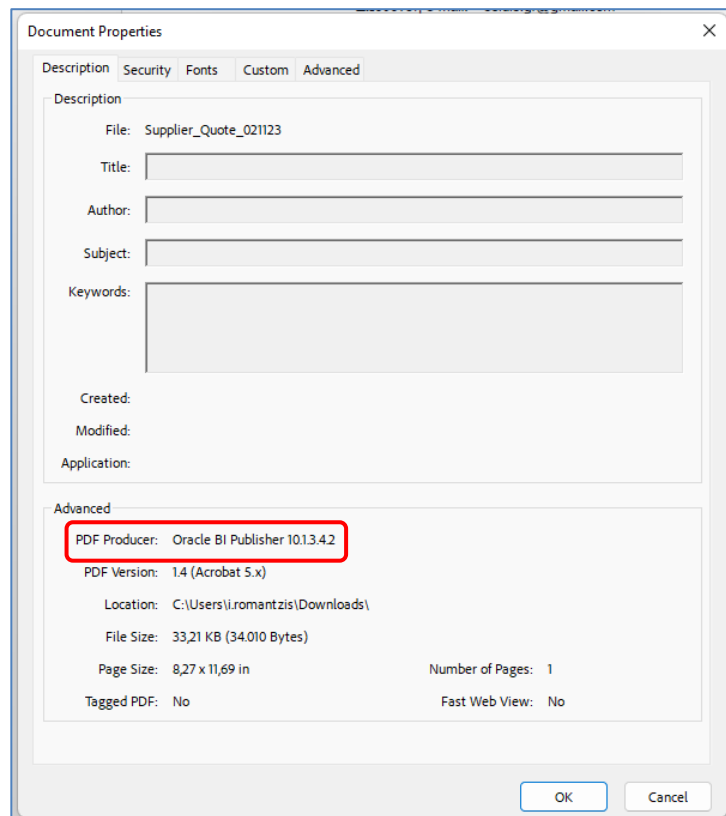 Document Properties
Description Security Fonts Custom Advanced
Description
File: Supplier_Quote_021123
Title:
Author:
Subject:
Keywords:
Created:
Modified:
Application:
Advanced
PDF Producer: Oracle BI Publisher 10.1.3.4.2
PDF Version: 1.4 (Acrobat 5.x)
Location: C:\Users\i.romantzis\Downloads\
File Size: 33,21 KB (34.010 Bytes)
Page Size: 8,27 x 11,69 in Number of Pages: 1
Tagged PDF: No Fast Web View: No
OK Cancel